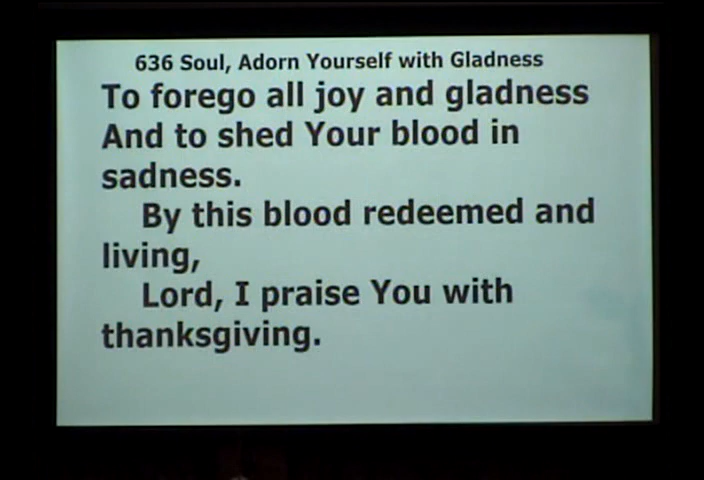 636 Soul, Adorn Yourself with Gladness
To forego all joy and gladness
And to shed Your blood in
sadness.
By this blood redeemed and
living,
Lord, I praise You with
thanksgiving.